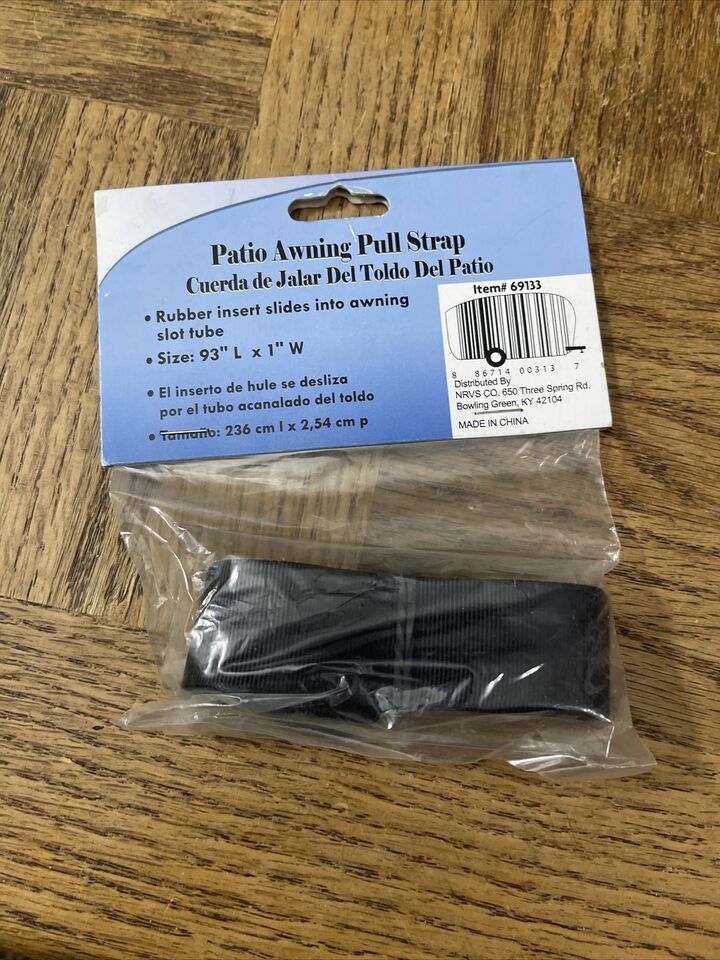 Patio Awning Pull Strap
Cuerda de Jalar Del Toldo Del Patio
• Rubber insert slides into awning
slot tube
• Size: 93" L x 1" W
• El inserto de hule se desliza
por el tubo acanalado del toldo
• Tamaño: 236 cm l x 2,54 cm p
Item# 69133
8 86714 00313 7
Distributed By
NRVS CO. 650 Three Spring Rd.
Bowling Green, KY 42104
MADE IN CHINA